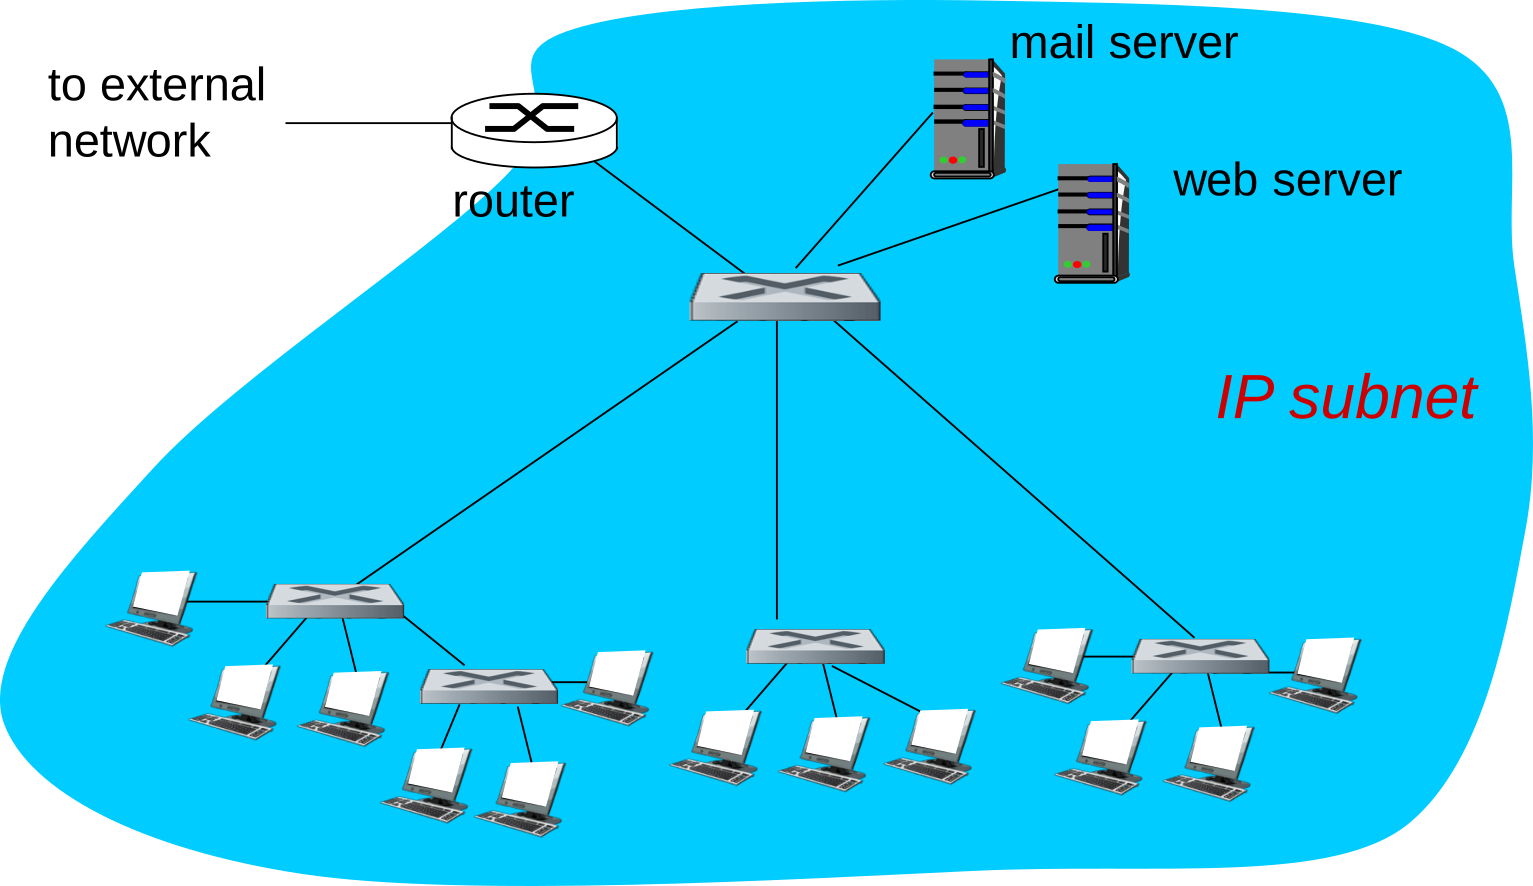 mail server
to external
network
web server
router
IP subnet